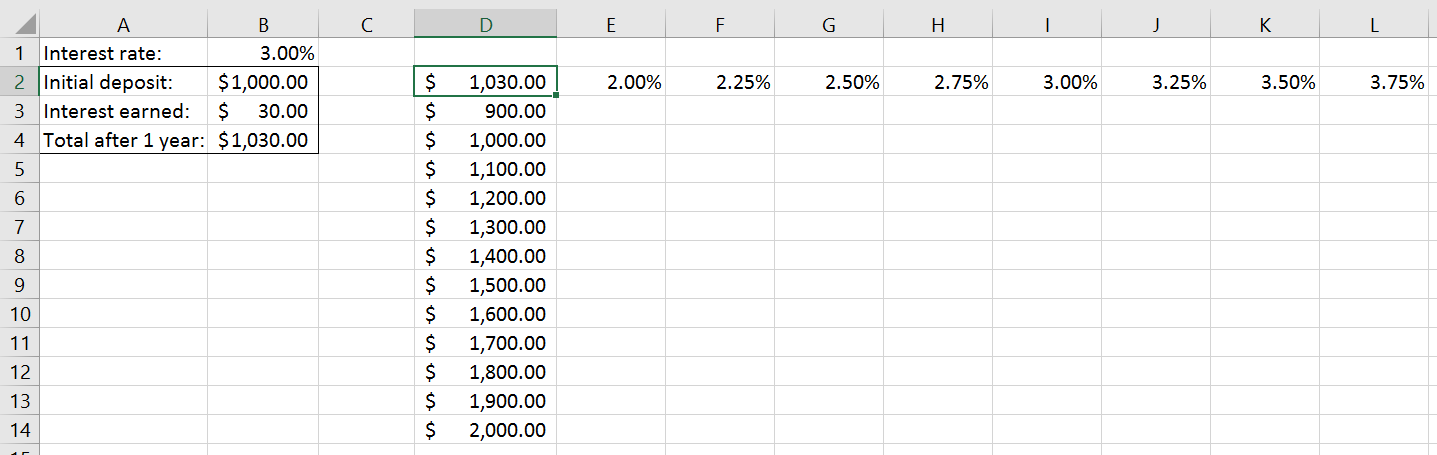 A B C D E F G H I J K L
1 Interest rate: 3.00%
2 Initial deposit: $1,000.00 $ 1,030.00 2.00% 2.25% 2.50% 2.75% 3.00% 3.25% 3.50% 3.75%
3 Interest earned: $ 30.00 $ 900.00
4 Total after 1 year: $1,030.00 $ 1,000.00
5 $ 1,100.00
6 $ 1,200.00
7 $ 1,300.00
8 $ 1,400.00
9 $ 1,500.00
10 $ 1,600.00
11 $ 1,700.00
12 $ 1,800.00
13 $ 1,900.00
14 $ 2,000.00